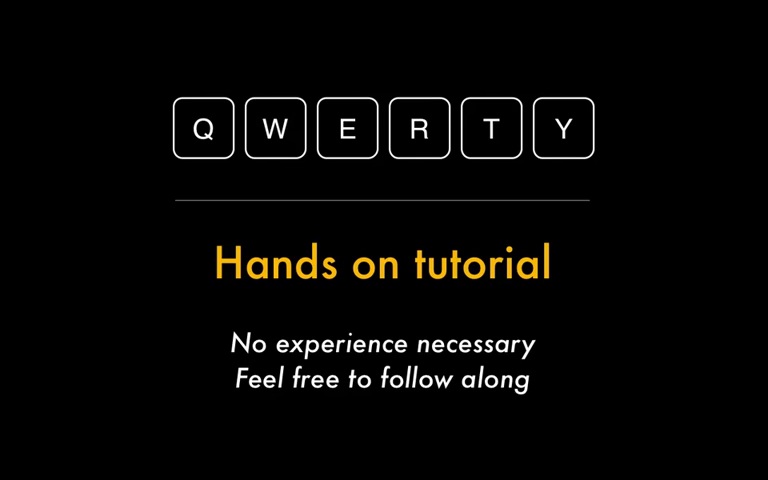 Q W E R T Y
Hands on tutorial
No experience necessary
Feel free to follow along